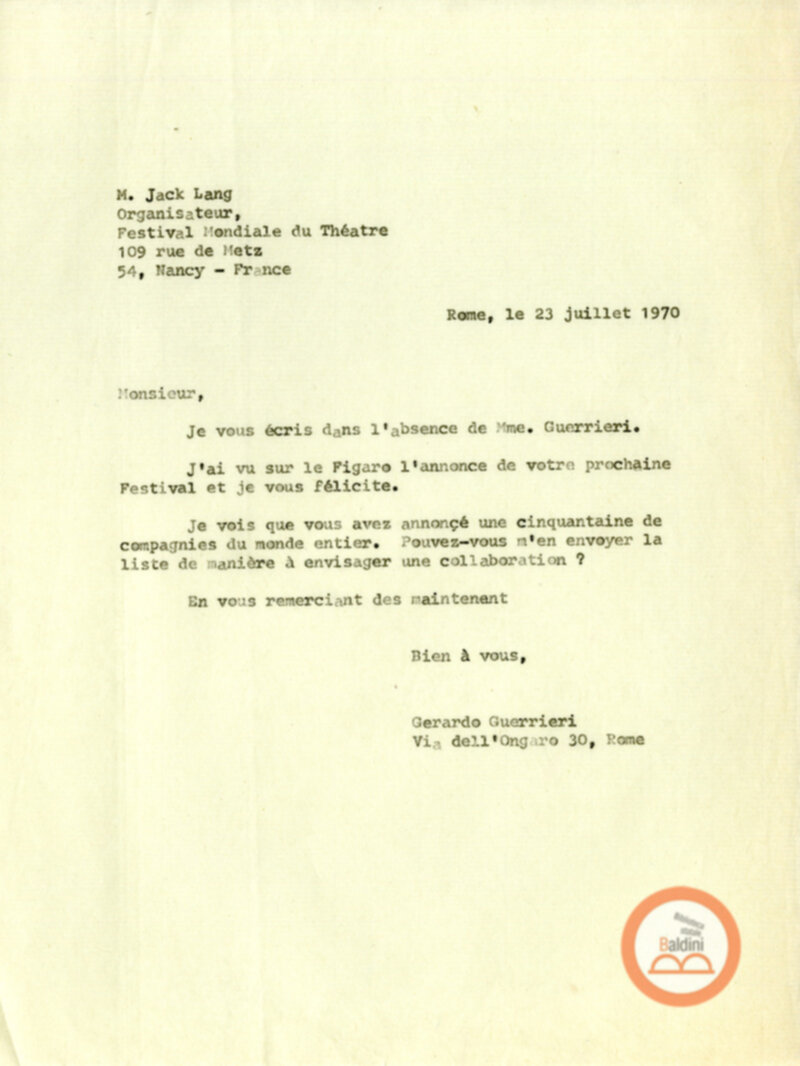 M. Jack Lang
Organisateur,
Festival Mondiale du Théatre
109 rue de Metz
54, Nancy - France
Rome, le 23 juillet 1970
Monsieur,
Je vous écris dans l'absence de Mme. Guerrieri.
J'ai vu sur le Figaro l'annonce de votre prochaine
Festival et je vous félicite.
Je vois que vous avez annonçé une cinquantaine de
compagnies du monde entier. Pouvez-vous m'en envoyer la
liste de manière à envisager une collaboration ?
En vous remerciant des maintenant
Bien à vous,
Gerardo Guerrieri
Via dell'Ongaro 30, Rome
Biblioteca
statale
Baldini